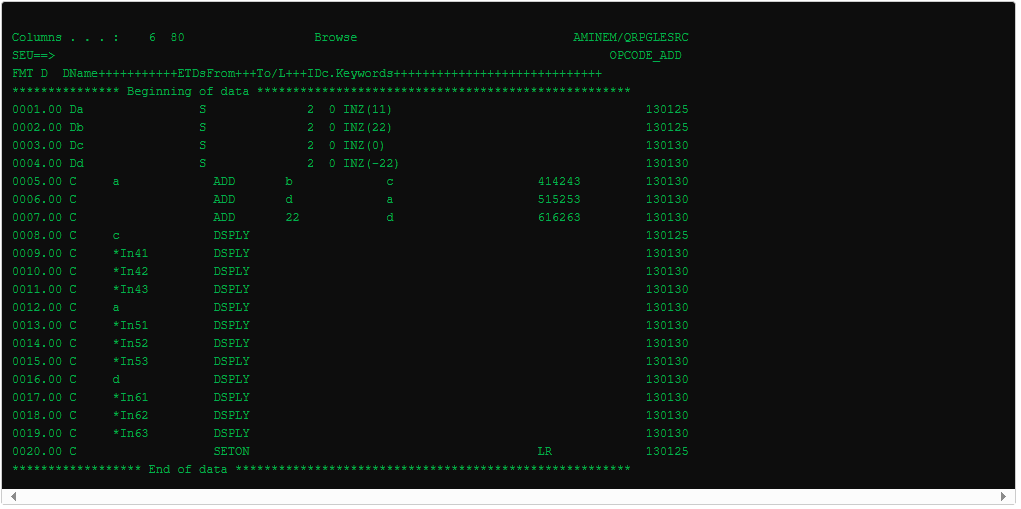 Columns . . . :    6  80                           Browse                              AMINEM/QRPGLESRC
SEU==>                                                                             OPCODE_ADD
FMT D  DName+++++++++++ETDsFrom+++To/L+++IDc.Keywords+++++++++++++++++++++++++++++
*************** Beginning of data ****************************************************
0001.00 Da                S              2  0 INZ(11)                                   130125
0002.00 Db                S              2  0 INZ(22)                                   130125
0003.00 Dc                S              2  0 INZ(0)                                    130130
0004.00 Dd                S              2  0 INZ(-22)                                  130130
0005.00 C     a             ADD       b             c                    414243         130130
0006.00 C                   ADD       d             a                    515253         130130
0007.00 C                   ADD       22            d                    616263         130130
0008.00 C     c             DSPLY                                                       130125
0009.00 C     *In41         DSPLY                                                       130130
0010.00 C     *In42         DSPLY                                                       130130
0011.00 C     *In43         DSPLY                                                       130130
0012.00 C     a             DSPLY                                                       130130
0013.00 C     *In51         DSPLY                                                       130130
0014.00 C     *In52         DSPLY                                                       130130
0015.00 C     *In53         DSPLY                                                       130130
0016.00 C     d             DSPLY                                                       130130
0017.00 C     *In61         DSPLY                                                       130130
0018.00 C     *In62         DSPLY                                                       130130
0019.00 C     *In63         DSPLY                                                       130130
0020.00 C                   SETON                                        LR             130125
****************** End of data *******************************************************